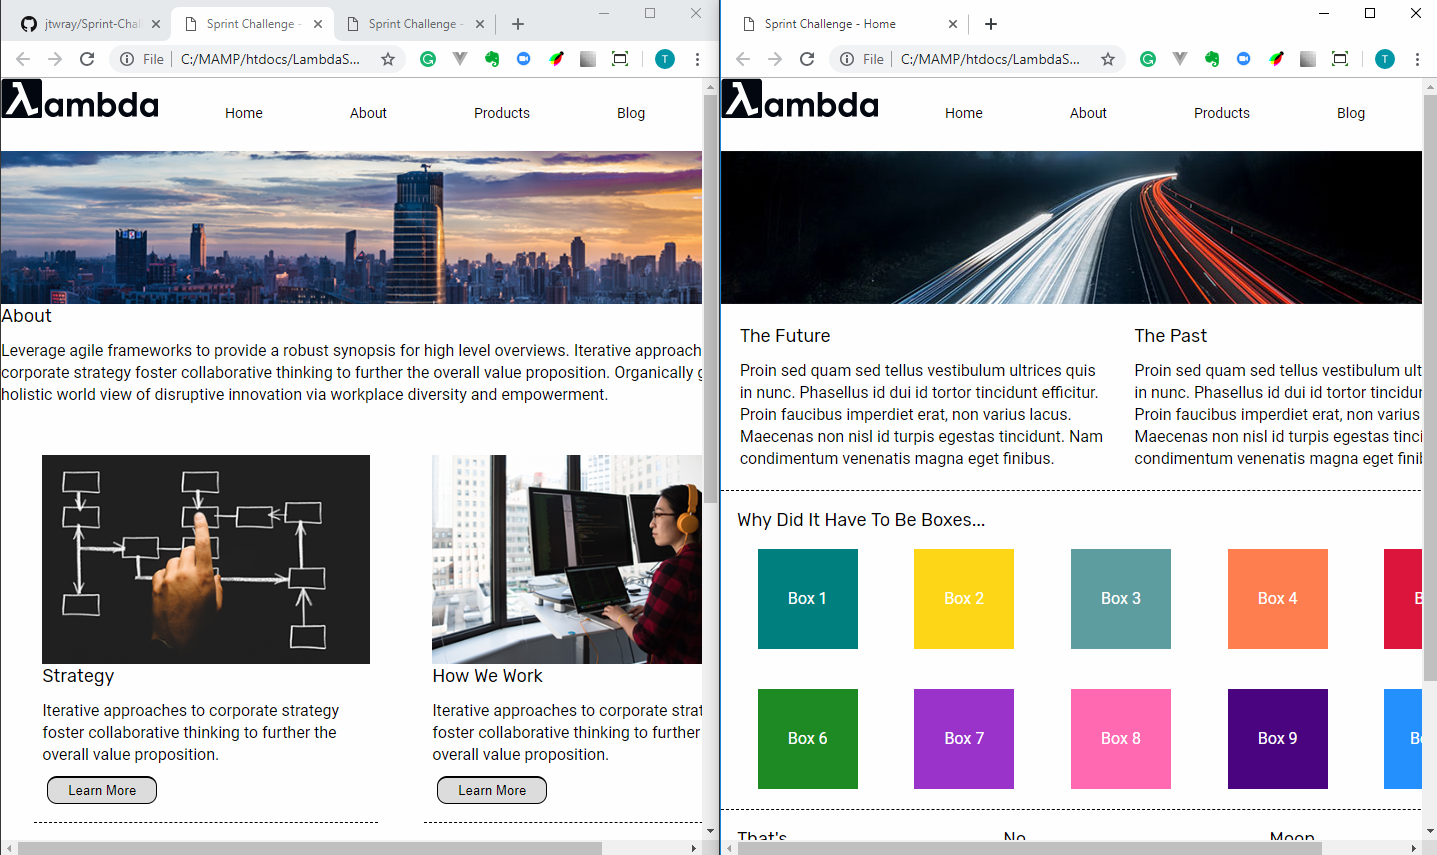 jtwray/Sprint-Chal
Sprint Challenge -
Sprint Challenge -
File
C:/MAMP/htdocs/LambdaS...
T
λambda
Home
About
Products
Blog
About
Leverage agile frameworks to provide a robust synopsis for high level overviews. Iterative approach
corporate strategy foster collaborative thinking to further the overall value proposition. Organically g
holistic world view of disruptive innovation via workplace diversity and empowerment.
Strategy
Iterative approaches to corporate strategy
foster collaborative thinking to further the
overall value proposition.
Learn More
How We Work
Iterative approaches to corporate strat
foster collaborative thinking to further
overall value proposition.
Learn More
Sprint Challenge - Home
File
C:/MAMP/htdocs/LambdaS...
T
λambda
Home
About
Products
Blog
The Future
Proin sed quam sed tellus vestibulum ultrices quis
in nunc. Phasellus id dui id tortor tincidunt efficitur.
Proin faucibus imperdiet erat, non varius lacus.
Maecenas non nisl id turpis egestas tincidunt. Nam
condimentum venenatis magna eget finibus.
The Past
Proin sed quam sed tellus vestibulum ult
in nunc. Phasellus id dui id tortor tincidu
Proin faucibus imperdiet erat, non varius
Maecenas non nisl id turpis egestas tinci
condimentum venenatis magna eget finib
Why Did It Have To Be Boxes...
Box 1
Box 2
Box 3
Box 4
B
Box 6
Box 7
Box 8
Box 9
Bo
That's
No
Moon